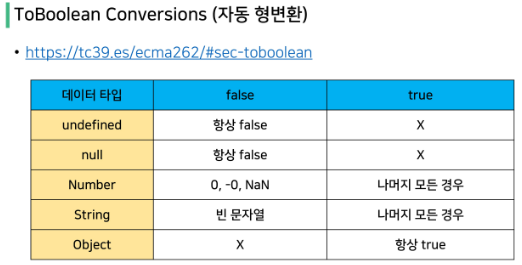 ToBoolean Conversions (자동 형변환)
• https://tc39.es/ecma262/#sec-toboolean
데이터 타입 false true
undefined 항상 false X
null 항상 false X
Number 0, -0, NaN 나머지 모든 경우
String 빈 문자열 나머지 모든 경우
Object X 항상 true